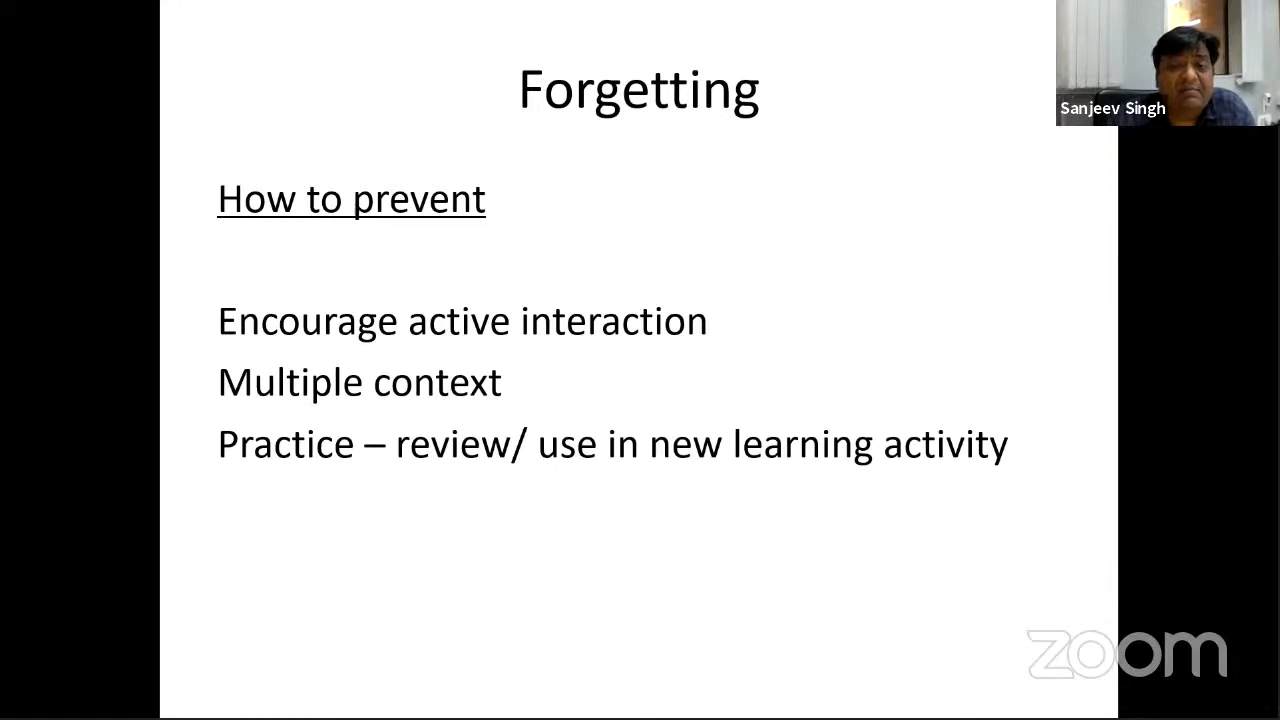 Forgetting
Sanjeev Singh
How to prevent
Encourage active interaction
Multiple context
Practice – review/ use in new learning activity
zoom